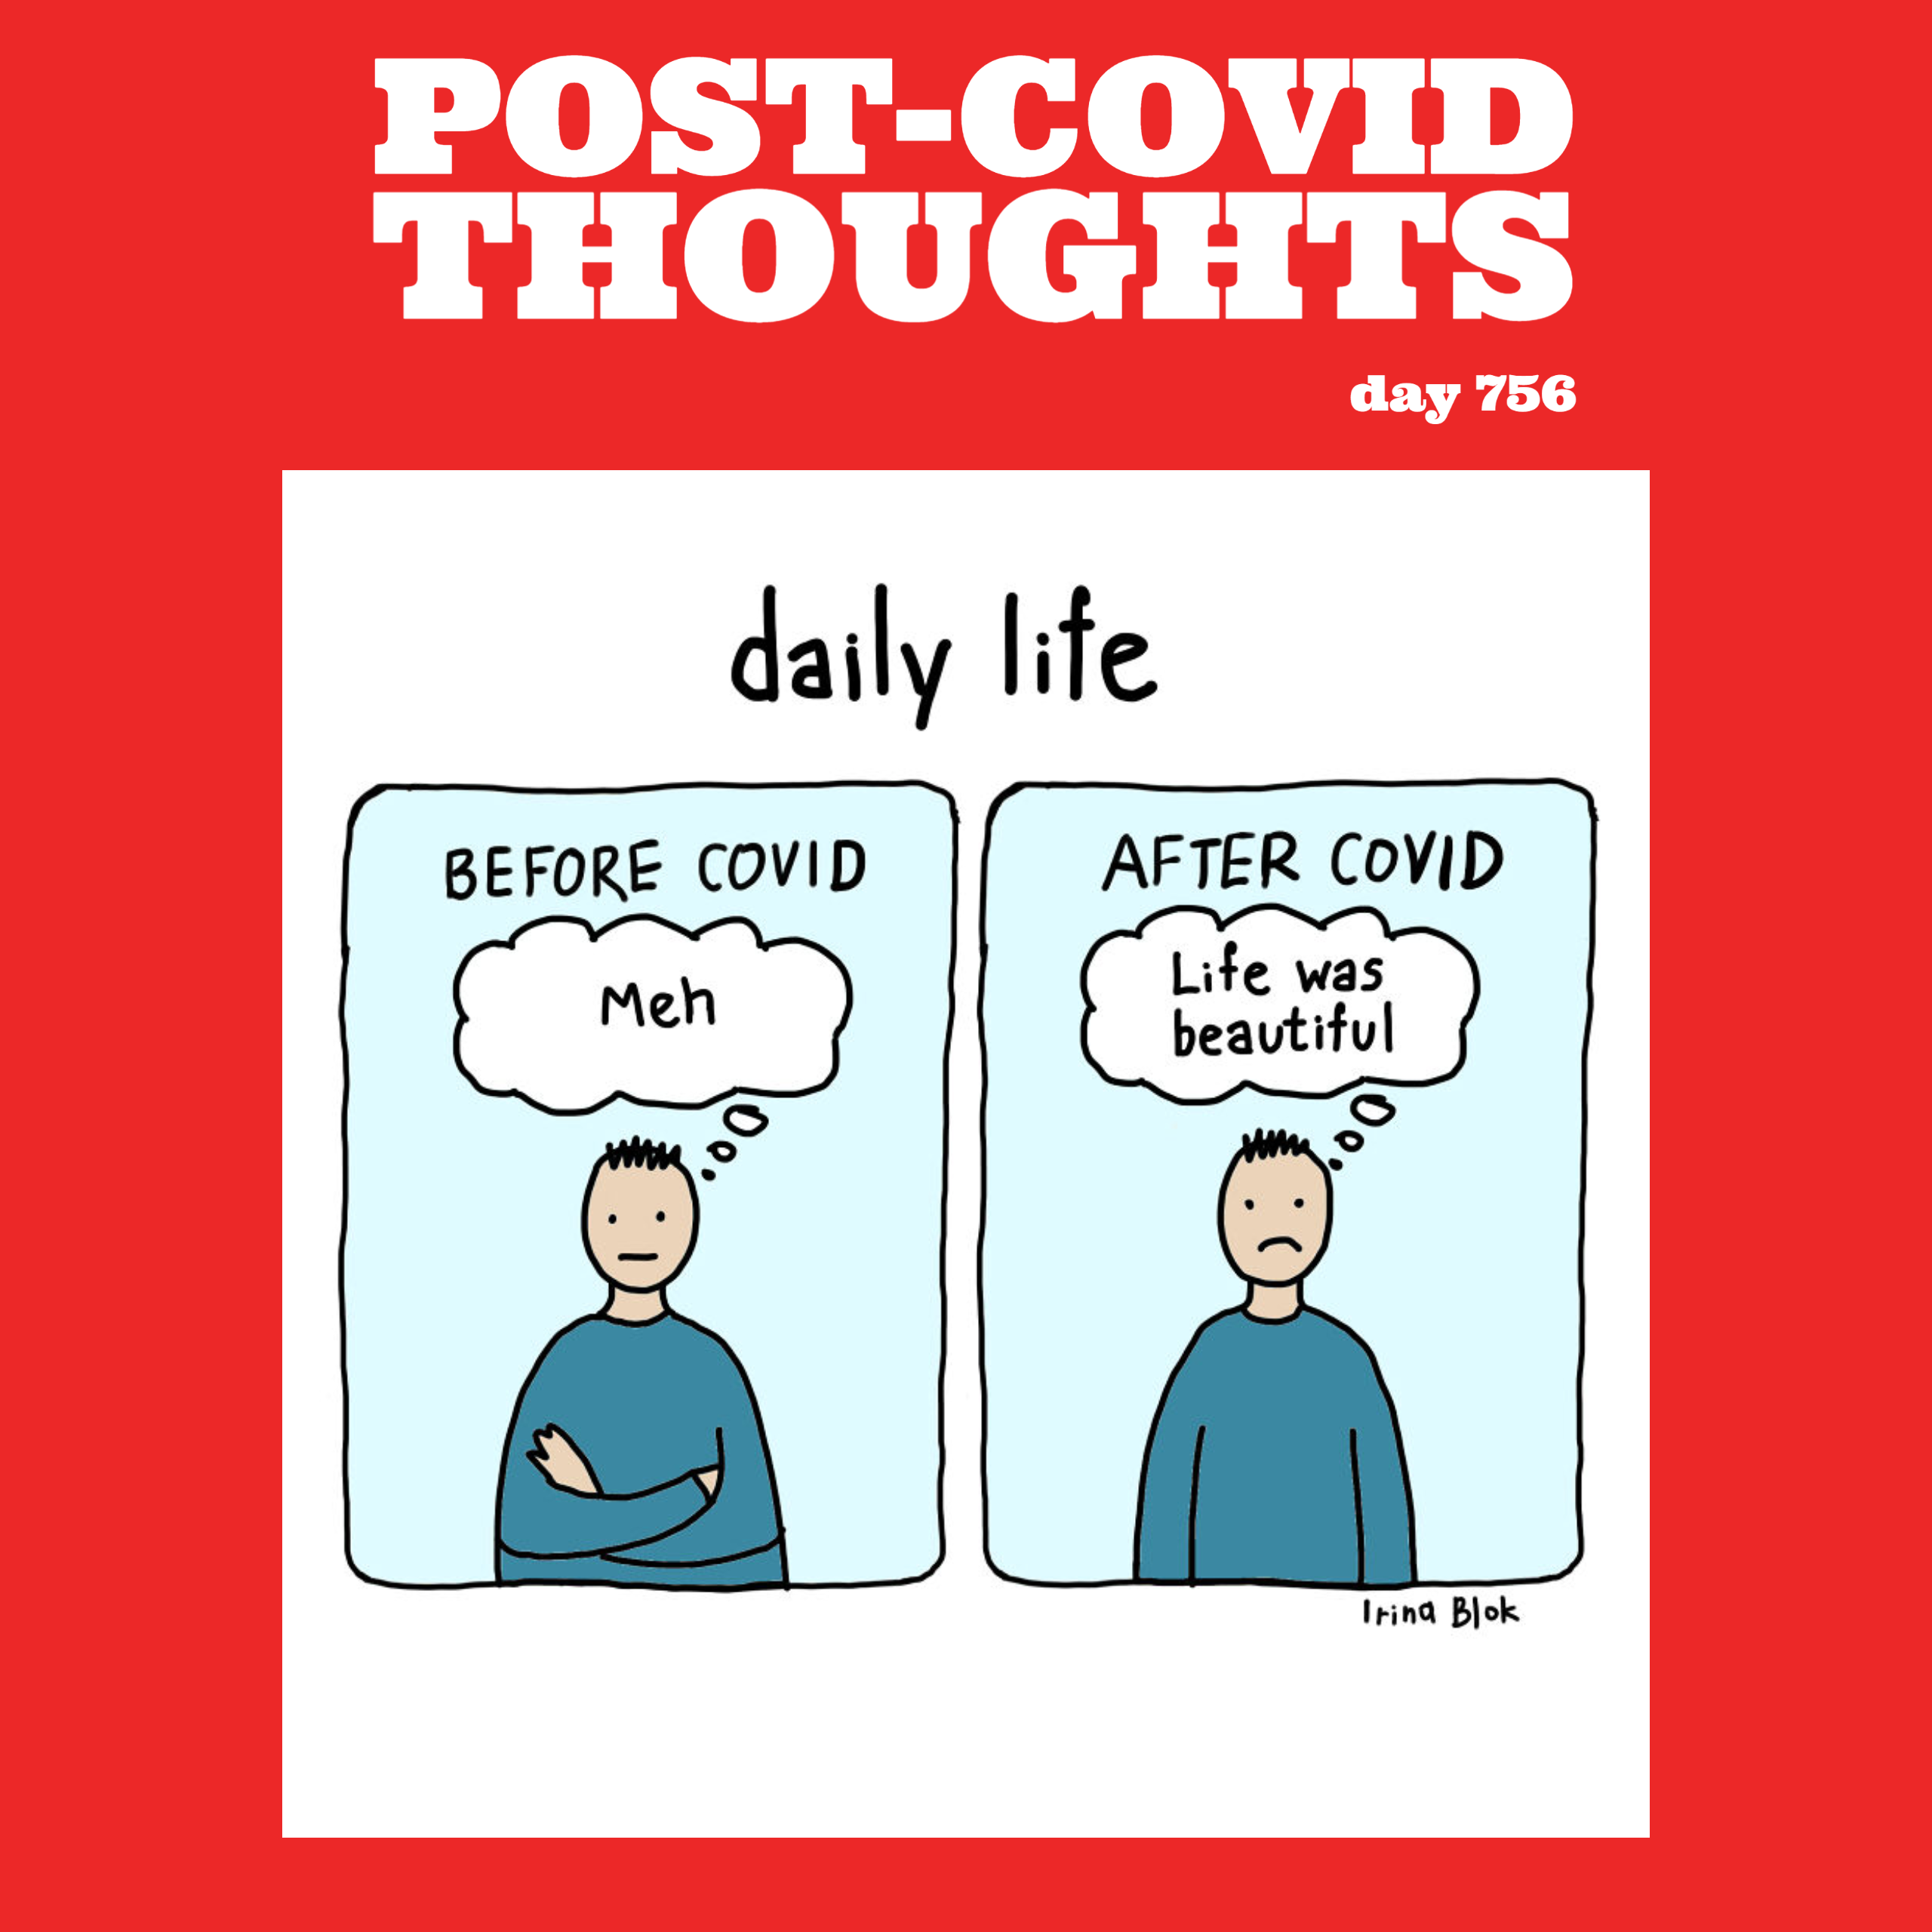 POST-COVID
THOUGHTS
day 756
daily life
BEFORE COVID
Meh
AFTER COVID
Life was
beautiful
Irina Blok